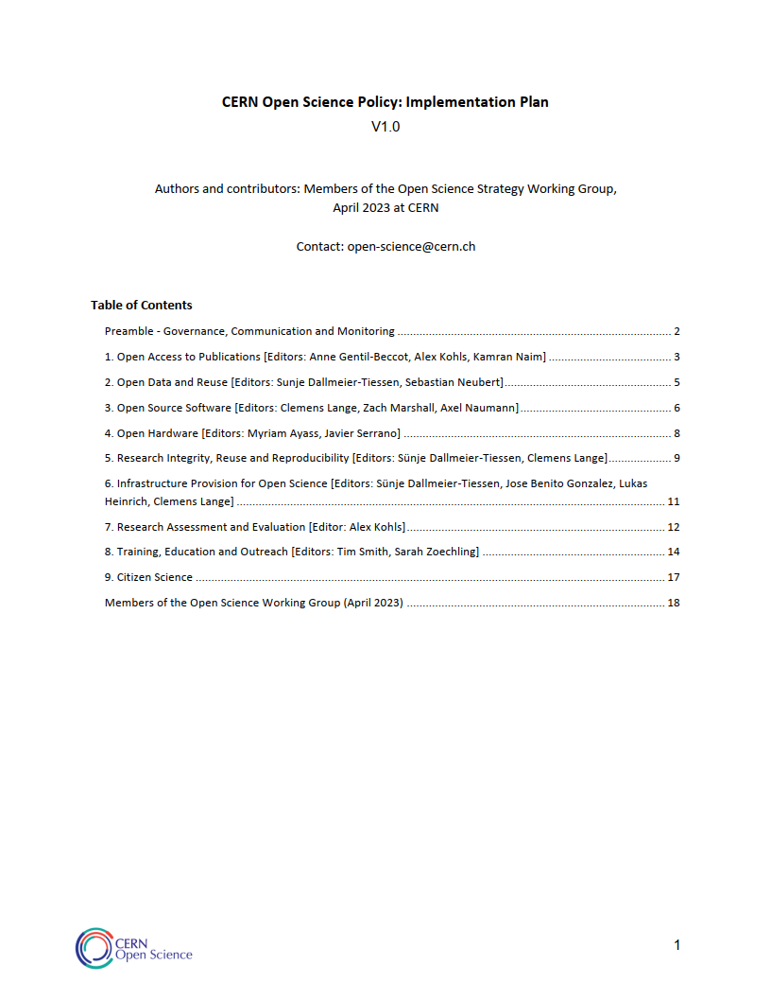 CERN Open Science Policy: Implementation Plan
V1.0
Authors and contributors: Members of the Open Science Strategy Working Group,
April 2023 at CERN
Contact: open-science@cern.ch
Table of Contents
Preamble - Governance, Communication and Monitoring ........................................................................................ 2
1. Open Access to Publications [Editors: Anne Gentil-Beccot, Alex Kohls, Kamran Naim] ....................................... 3
2. Open Data and Reuse [Editors: Sunje Dallmeier-Tiessen, Sebastian Neubert]..................................................... 5
3. Open Source Software [Editors: Clemens Lange, Zach Marshall, Axel Naumann]................................................ 6
4. Open Hardware [Editors: Myriam Ayass, Javier Serrano] ..................................................................................... 8
5. Research Integrity, Reuse and Reproducibility [Editors: Sünje Dallmeier-Tiessen, Clemens Lange].................... 9
6. Infrastructure Provision for Open Science [Editors: Sünje Dallmeier-Tiessen, Jose Benito Gonzalez, Lukas
Heinrich, Clemens Lange] ......................................................................................................................................... 11
7. Research Assessment and Evaluation [Editor: Alex Kohls]................................................................................... 12
8. Training, Education and Outreach [Editors: Tim Smith, Sarah Zoechling] ........................................................... 14
9. Citizen Science ...................................................................................................................................................... 17
Members of the Open Science Working Group (April 2023) ................................................................................... 18
CERN
Open Science
1